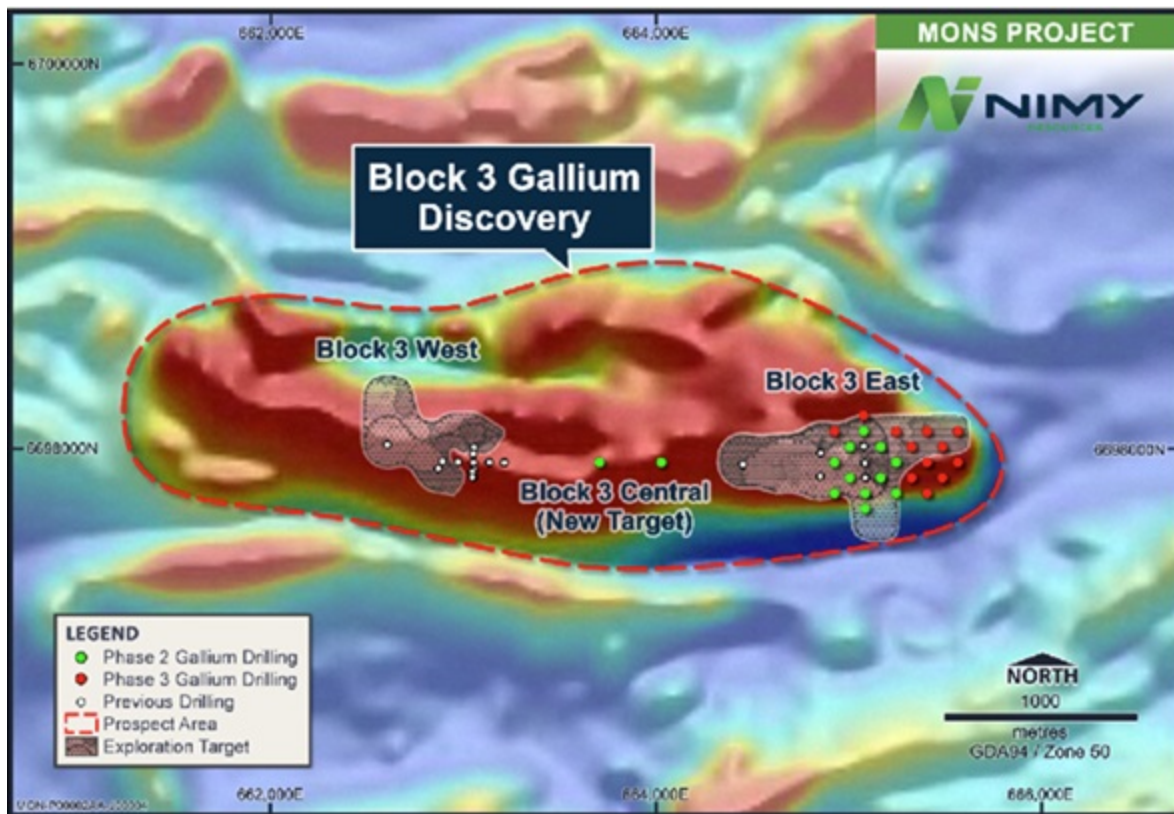 662,000E 664,000E
MONS PROJECT
6700000N
NIMY
RESOURCES
Block 3 Gallium
Discovery
Block 3 West
Block 3 East
6698000N 6698000N
Block 3 Central
(New Target)
LEGEND
Phase 2 Gallium Drilling
Phase 3 Gallium Drilling
Previous Drilling
Prospect Area
Exploration Target
NORTH
1000
metres
GDA94 / Zone 50
662,000E 664,000E 666,000E